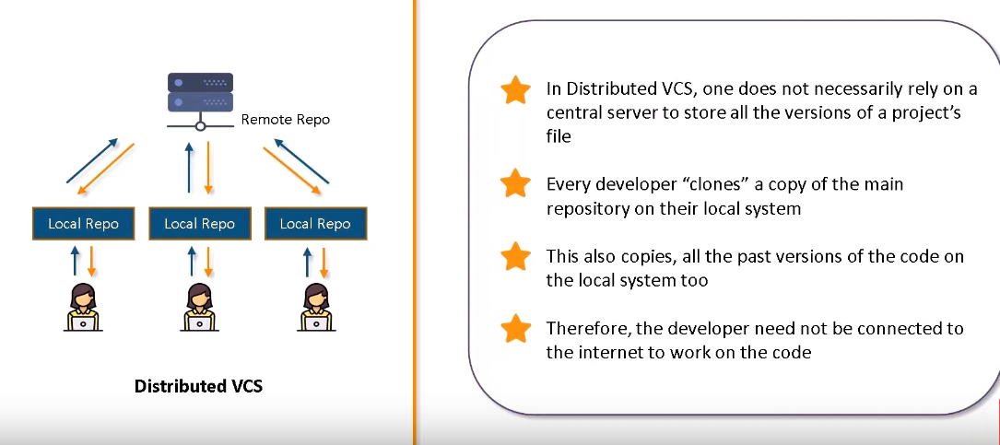 Remote Repo
Local Repo
Local Repo
Local Repo
Distributed VCS
In Distributed VCS, one does not necessarily rely on a
central server to store all the versions of a project’s
file
Every developer “clones” a copy of the main
repository on their local system
This also copies, all the past versions of the code on
the local system too
Therefore, the developer need not be connected to
the internet to work on the code